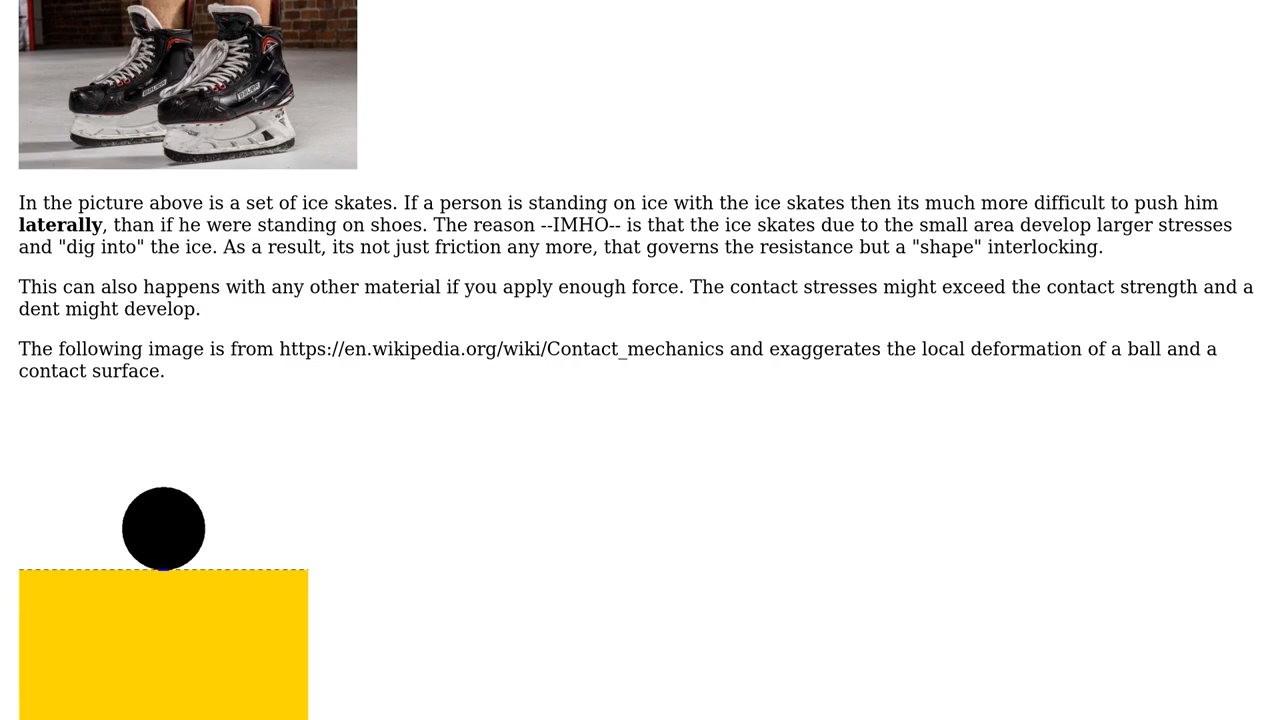 BAUER
BAUER
In the picture above is a set of ice skates. If a person is standing on ice with the ice skates then its much more difficult to push him
laterally, than if he were standing on shoes. The reason --IMHO-- is that the ice skates due to the small area develop larger stresses
and "dig into" the ice. As a result, its not just friction any more, that governs the resistance but a "shape" interlocking.
This can also happens with any other material if you apply enough force. The contact stresses might exceed the contact strength and a
dent might develop.
The following image is from https://en.wikipedia.org/wiki/Contact_mechanics and exaggerates the local deformation of a ball and a
contact surface.